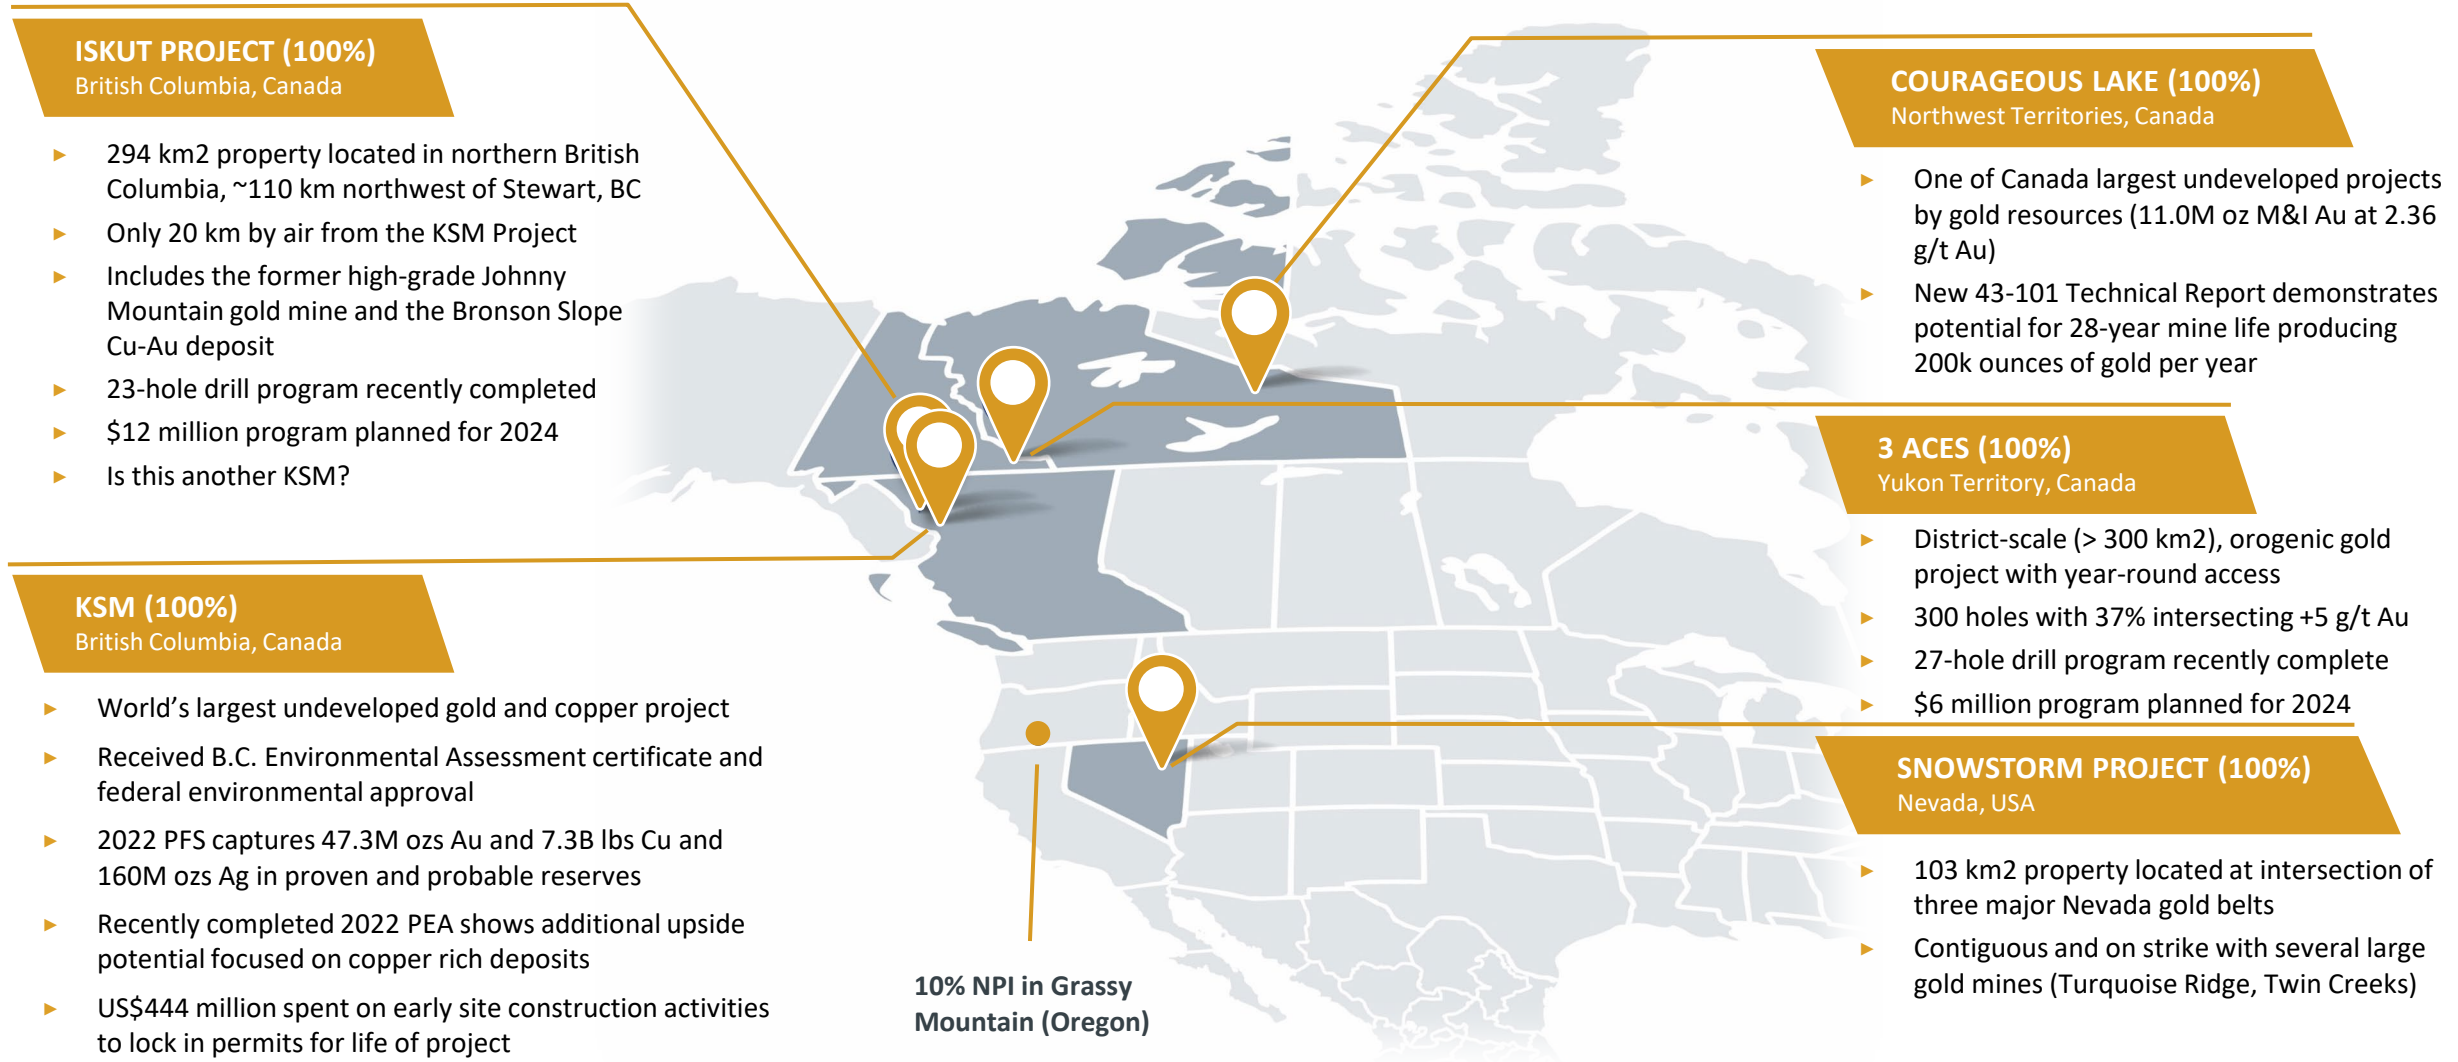 ISKUT PROJECT (100%)
British Columbia, Canada
► 294 km2 property located in northern British
Columbia, ~110 km northwest of Stewart, BC
► Only 20 km by air from the KSM Project
► Includes the former high-grade Johnny
Mountain gold mine and the Bronson Slope
Cu-Au deposit
► 23-hole drill program recently completed
► $12 million program planned for 2024
► Is this another KSM?
KSM (100%)
British Columbia, Canada
► World’s largest undeveloped gold and copper project
► Received B.C. Environmental Assessment certificate and
federal environmental approval
► 2022 PFS captures 47.3M ozs Au and 7.3B lbs Cu and
160M ozs Ag in proven and probable reserves
► Recently completed 2022 PEA shows additional upside
potential focused on copper rich deposits
► US$444 million spent on early site construction activities
to lock in permits for life of project
10% NPI in Grassy
Mountain (Oregon)
COURAGEOUS LAKE (100%)
Northwest Territories, Canada
► One of Canada largest undeveloped projects
by gold resources (11.0M oz M&I Au at 2.36
g/t Au)
► New 43-101 Technical Report demonstrates
potential for 28-year mine life producing
200k ounces of gold per year
3 ACES (100%)
Yukon Territory, Canada
► District-scale (> 300 km2), orogenic gold
project with year-round access
► 300 holes with 37% intersecting +5 g/t Au
► 27-hole drill program recently complete
► $6 million program planned for 2024
SNOWSTORM PROJECT (100%)
Nevada, USA
► 103 km2 property located at intersection of
three major Nevada gold belts
► Contiguous and on strike with several large
gold mines (Turquoise Ridge, Twin Creeks)